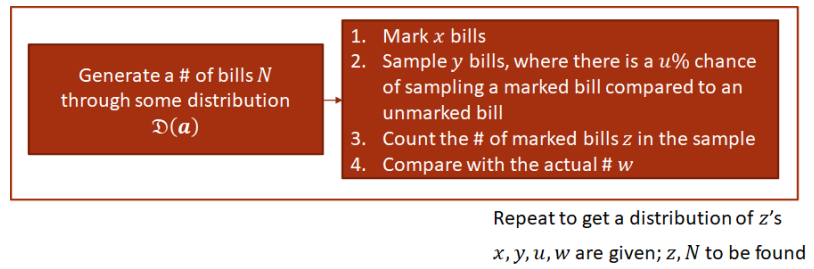 Generate a # of bills N
through some distribution
𝔇(𝒂)
1. Mark x bills
2. Sample y bills, where there is a u% chance
of sampling a marked bill compared to an
unmarked bill
3. Count the # of marked bills z in the sample
4. Compare with the actual # w
Repeat to get a distribution of z's
x, y, u, w are given; z, N to be found